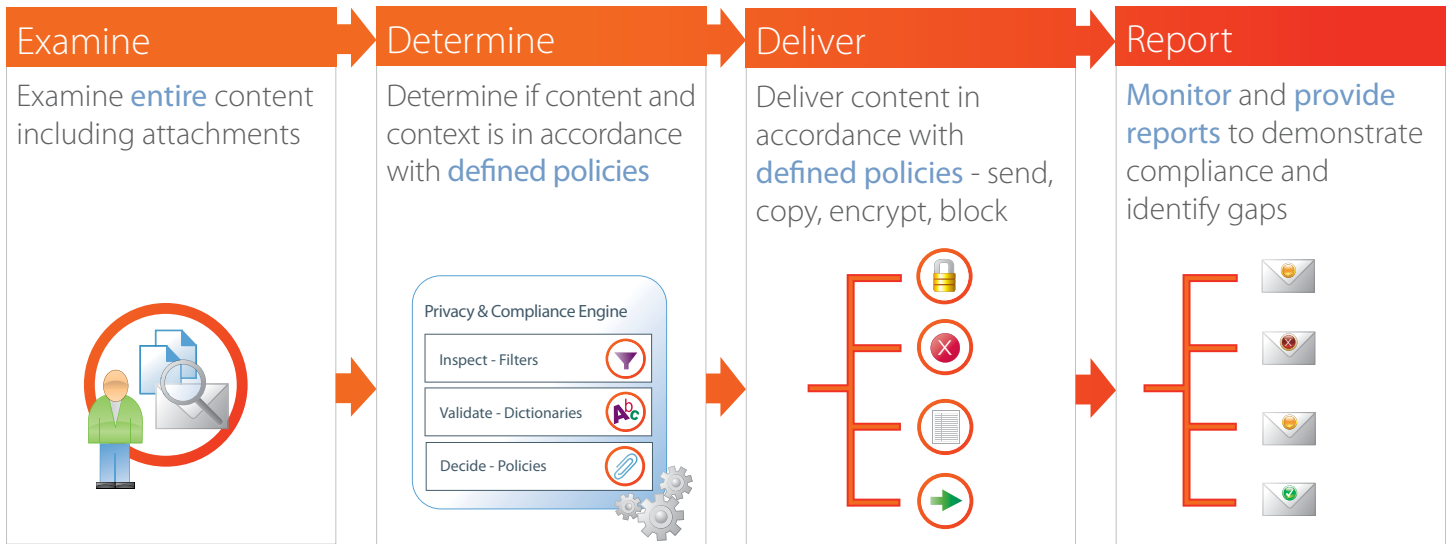 Examine
Examine entire content
including attachments
Determine
Determine if content and
context is in accordance
with defined policies
Privacy & Compliance Engine
Inspect - Filters
Validate - Dictionaries
Abc
Decide - Policies
Deliver
Deliver content in
accordance with
defined policies - send,
copy, encrypt, block
X
Report
Monitor and provide
reports to demonstrate
compliance and
identify gaps
X